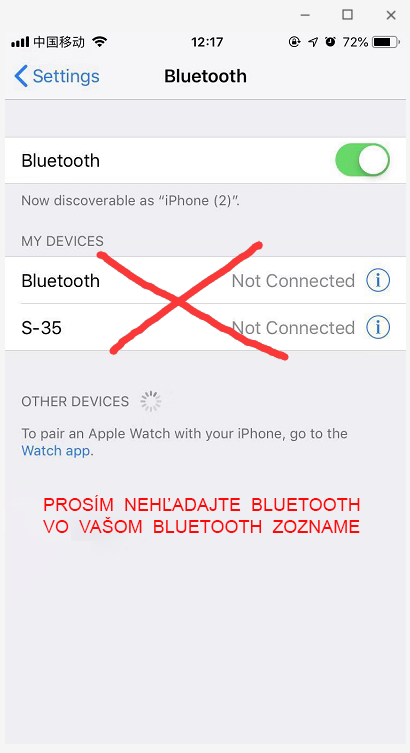 中国移动 12:17 72%
Settings Bluetooth
Bluetooth
Now discoverable as “iPhone (2)”.
MY DEVICES
Bluetooth Not Connected
S-35 Not Connected
OTHER DEVICES
To pair an Apple Watch with your iPhone, go to the
Watch app.
PROSÍM NEHĽADAJTE BLUETOOTH
VO VAŠOM BLUETOOTH ZOZNAME